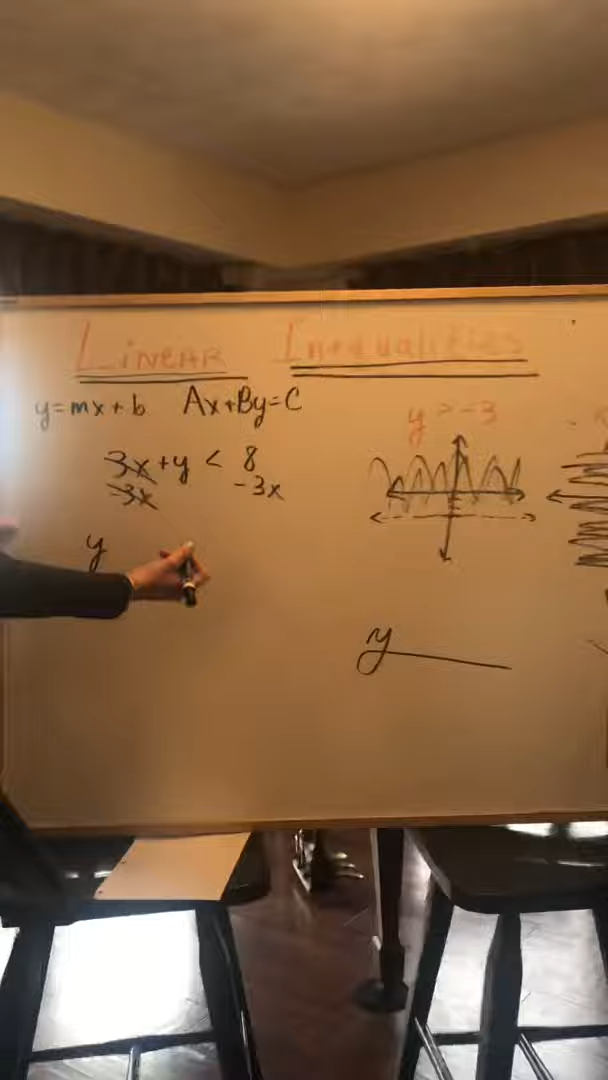 Linear Inequalities
y=mx+b Ax+By=C
y > -3
3x+y < 8
-3x -3x
y
y